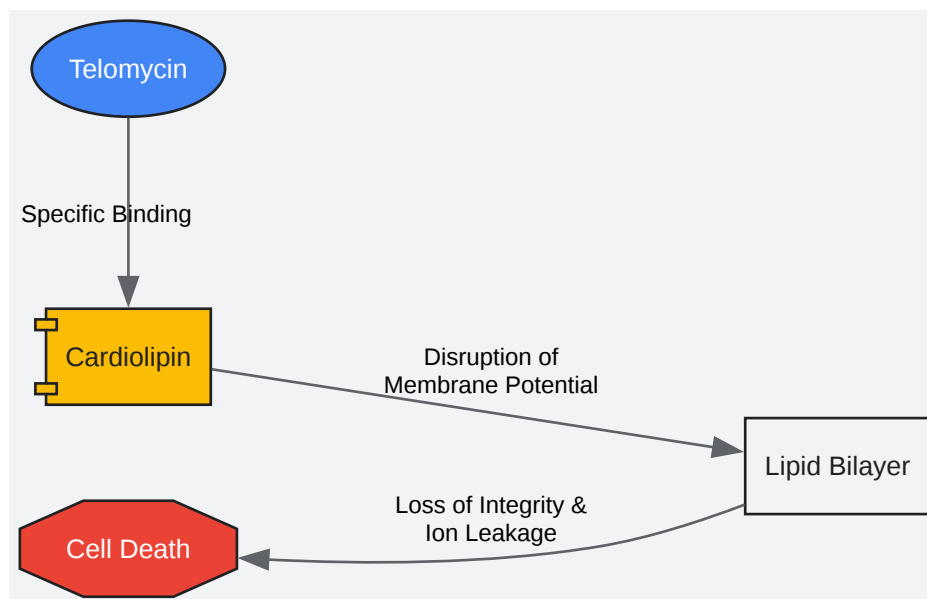 Telomycin
Specific Binding
Cardiolipin
Disruption of
Membrane Potential
Lipid Bilayer
Loss of Integrity &
Ion Leakage
Cell Death